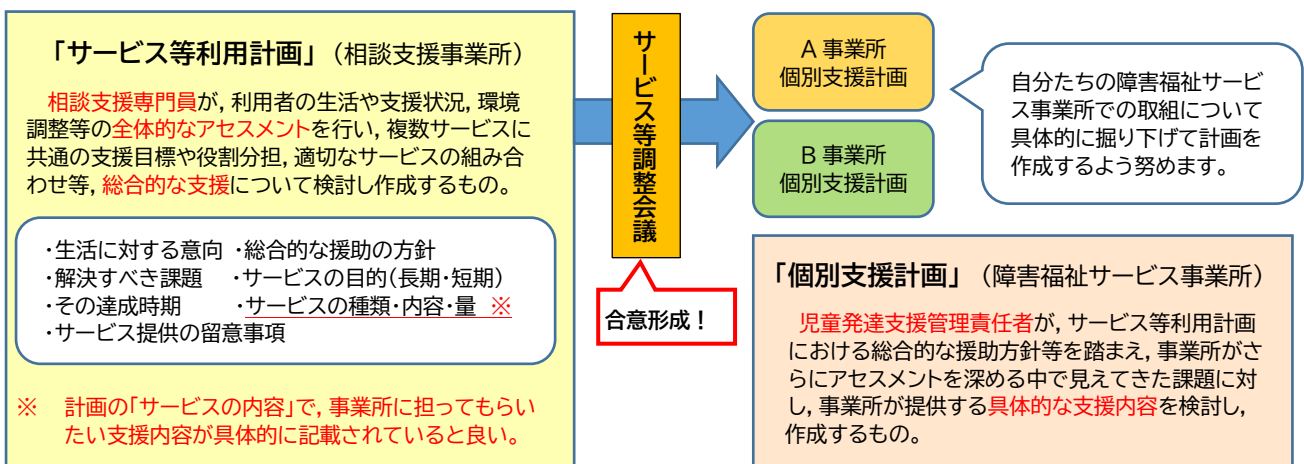 「サービス等利用計画」（相談支援事業所）
相談支援専門員が，利用者の生活や支援状況，環境
調整等の全体的なアセスメントを行い，複数サービスに
共通の支援目標や役割分担，適切なサービスの組み合
わせ等，総合的な支援について検討し作成するもの。
・生活に対する意向 ・総合的な援助の方針
・解決すべき課題 ・サービスの目的（長期・短期）
・その達成時期 ・サービスの種類・内容・量 ※
・サービス提供の留意事項
※ 計画の「サービスの内容」で，事業所に担ってもらい
たい支援内容が具体的に記載されていると良い。
サービス等調整会議
合意形成！
A 事業所
個別支援計画
B 事業所
個別支援計画
自分たちの障害福祉サービ
ス事業所での取組について
具体的に掘り下げて計画を
作成するよう努めます。
「個別支援計画」（障害福祉サービス事業所）
児童発達支援管理責任者が，サービス等利用計画
における総合的な援助方針等を踏まえ，事業所がさ
らにアセスメントを深める中で見えてきた課題に対
し，事業所が提供する具体的な支援内容を検討し，
作成するもの。